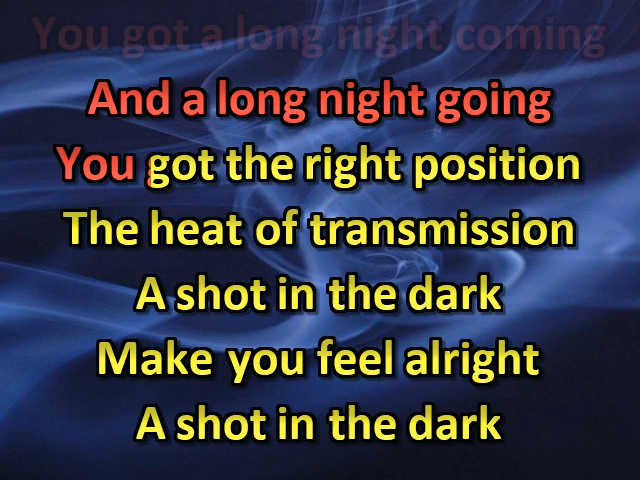 You got a long night coming
And a long night going
You got the right position
The heat of transmission
A shot in the dark
Make you feel alright
A shot in the dark